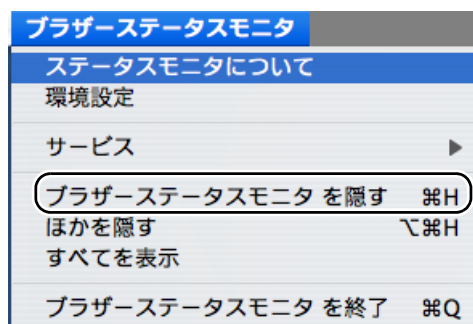 ブラザーステータスモニタ
ステータスモニタについて
環境設定
サービス ▶
ブラザーステータスモニタ を隠す ⌘H
ほかを隠す ⌥⌘H
すべてを表示
ブラザーステータスモニタ を終了 ⌘Q